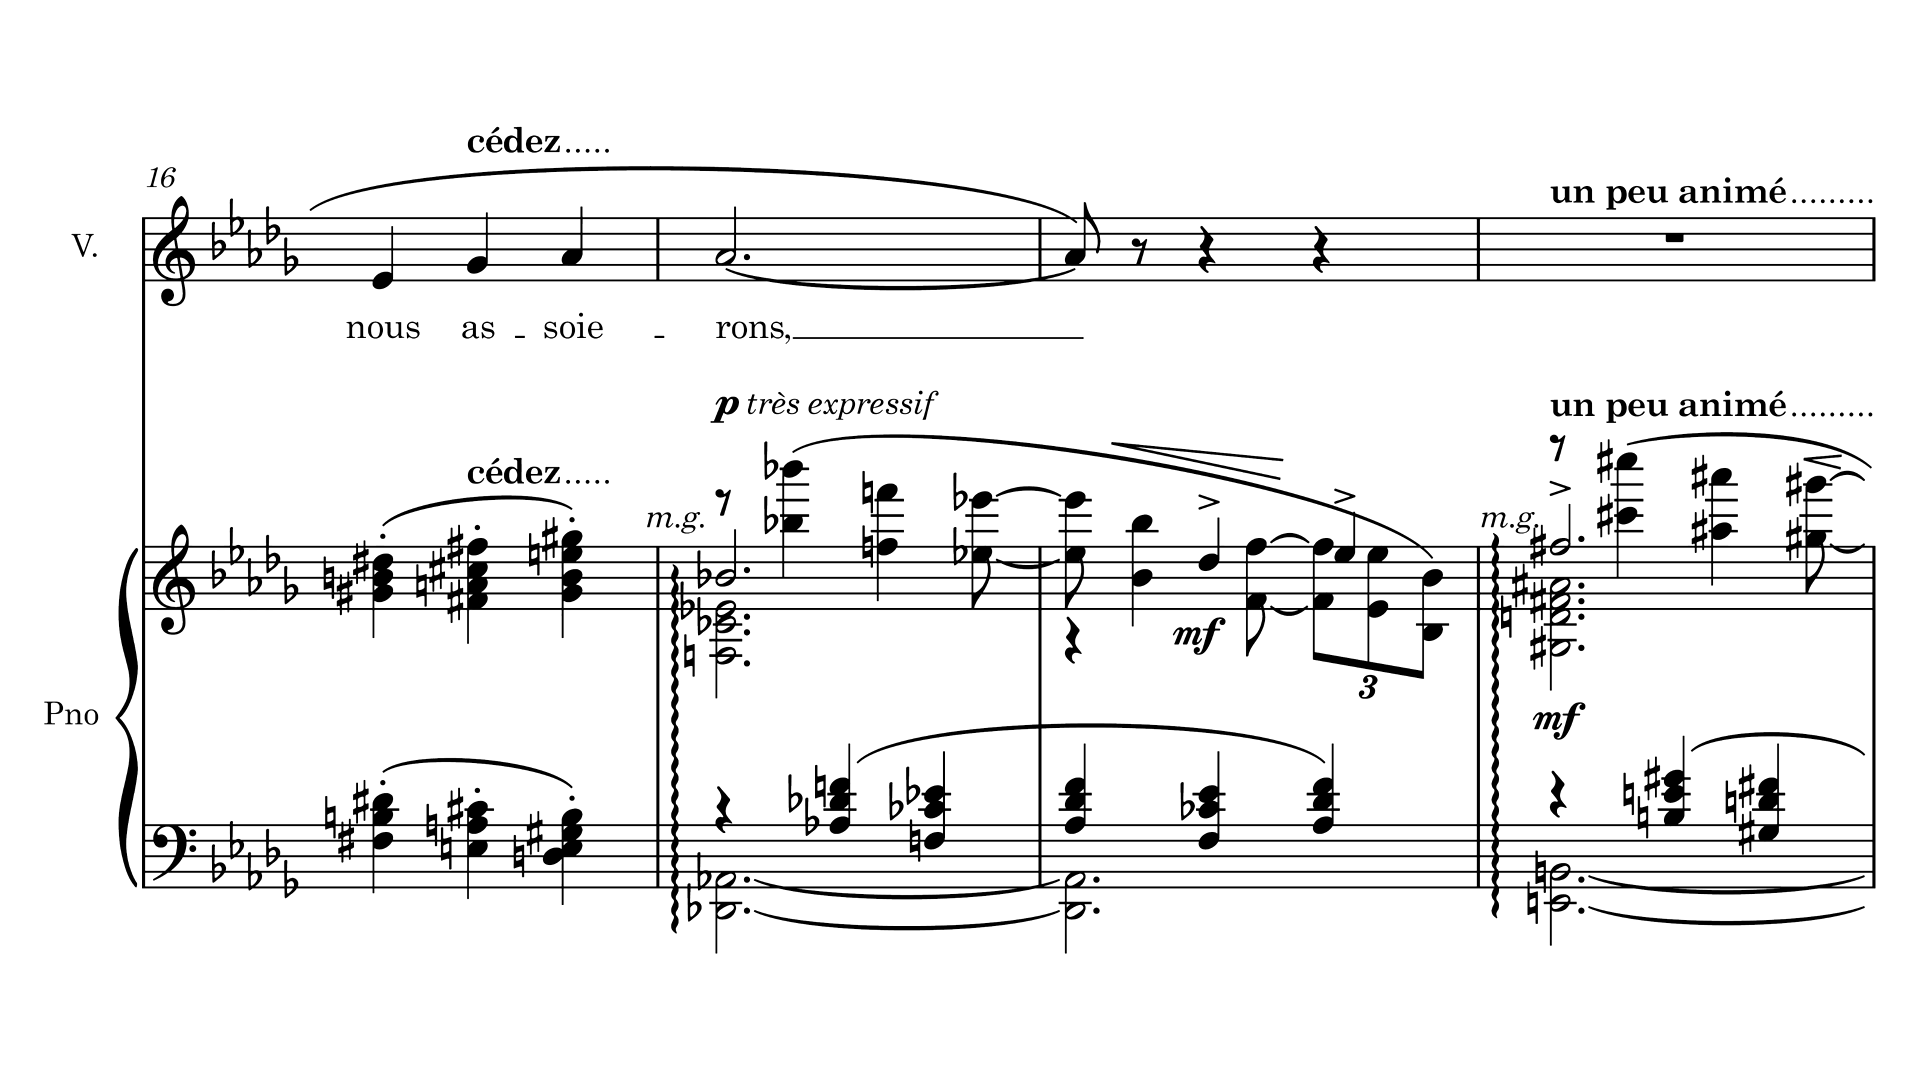 cédez.....
16
un peu animé.........
V.
nous as - soie - rons,
p très expressif
un peu animé.........
cédez.....
m.g.
m.g.
mf
3
Pno
mf